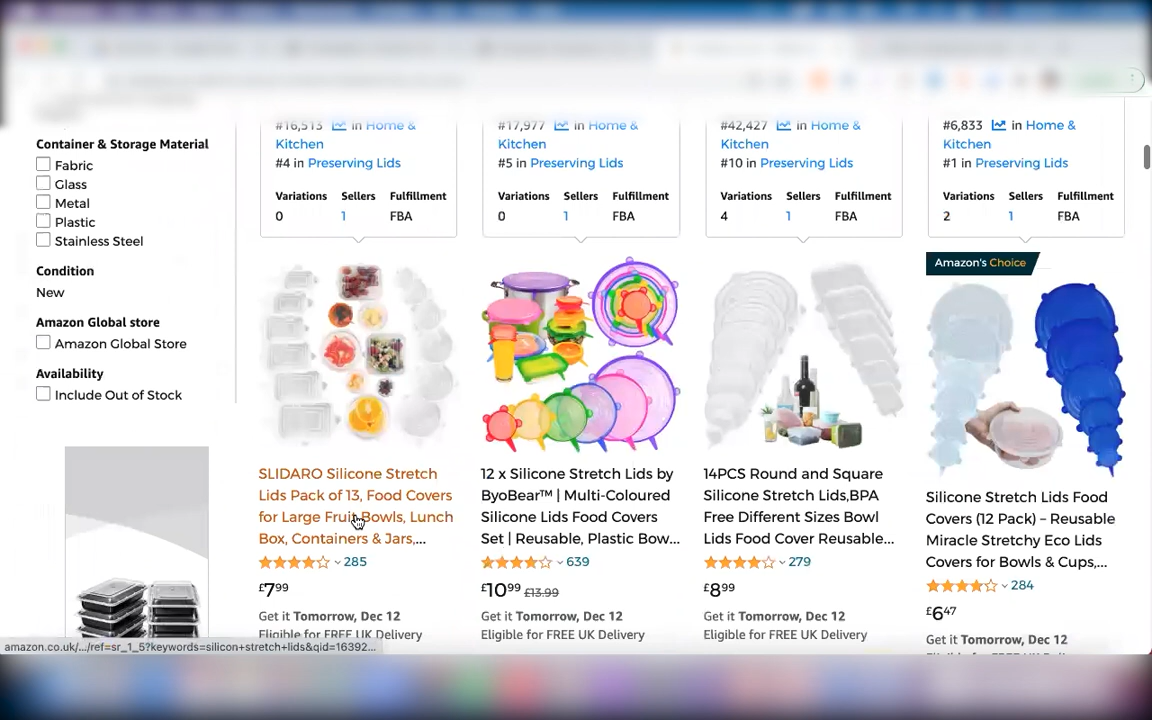 Container & Storage Material
Fabric
Glass
Metal
Plastic
Stainless Steel
Condition
New
Amazon Global store
Amazon Global Store
Availability
Include Out of Stock
#16,513 in Home &
Kitchen
#4 in Preserving Lids
Variations Sellers Fulfillment
0 1 FBA
SLIDARO Silicone Stretch
Lids Pack of 13, Food Covers
for Large Fruit Bowls, Lunch
Box, Containers & Jars,...
285
£7.99
Get it Tomorrow, Dec 12
Eligible for FREE UK Delivery
#17,977 in Home &
Kitchen
#5 in Preserving Lids
Variations Sellers Fulfillment
0 1 FBA
12 x Silicone Stretch Lids by
ByoBear™ | Multi-Coloured
Silicone Lids Food Covers
Set | Reusable, Plastic Bow...
639
£10.99 £13.99
Get it Tomorrow, Dec 12
Eligible for FREE UK Delivery
#42,427 in Home &
Kitchen
#10 in Preserving Lids
Variations Sellers Fulfillment
4 1 FBA
14PCS Round and Square
Silicone Stretch Lids,BPA
Free Different Sizes Bowl
Lids Food Cover Reusable...
279
£8.99
Get it Tomorrow, Dec 12
Eligible for FREE UK Delivery
#6,833 in Home &
Kitchen
#1 in Preserving Lids
Variations Sellers Fulfillment
2 1 FBA
Amazon's Choice
Silicone Stretch Lids Food
Covers (12 Pack) – Reusable
Miracle Stretchy Eco Lids
Covers for Bowls & Cups,...
284
£6.47
Get it Tomorrow, Dec 12
amazon.co.uk/.../ref=sr_1_5?keywords=silicon+stretch+lids&qid=16392...